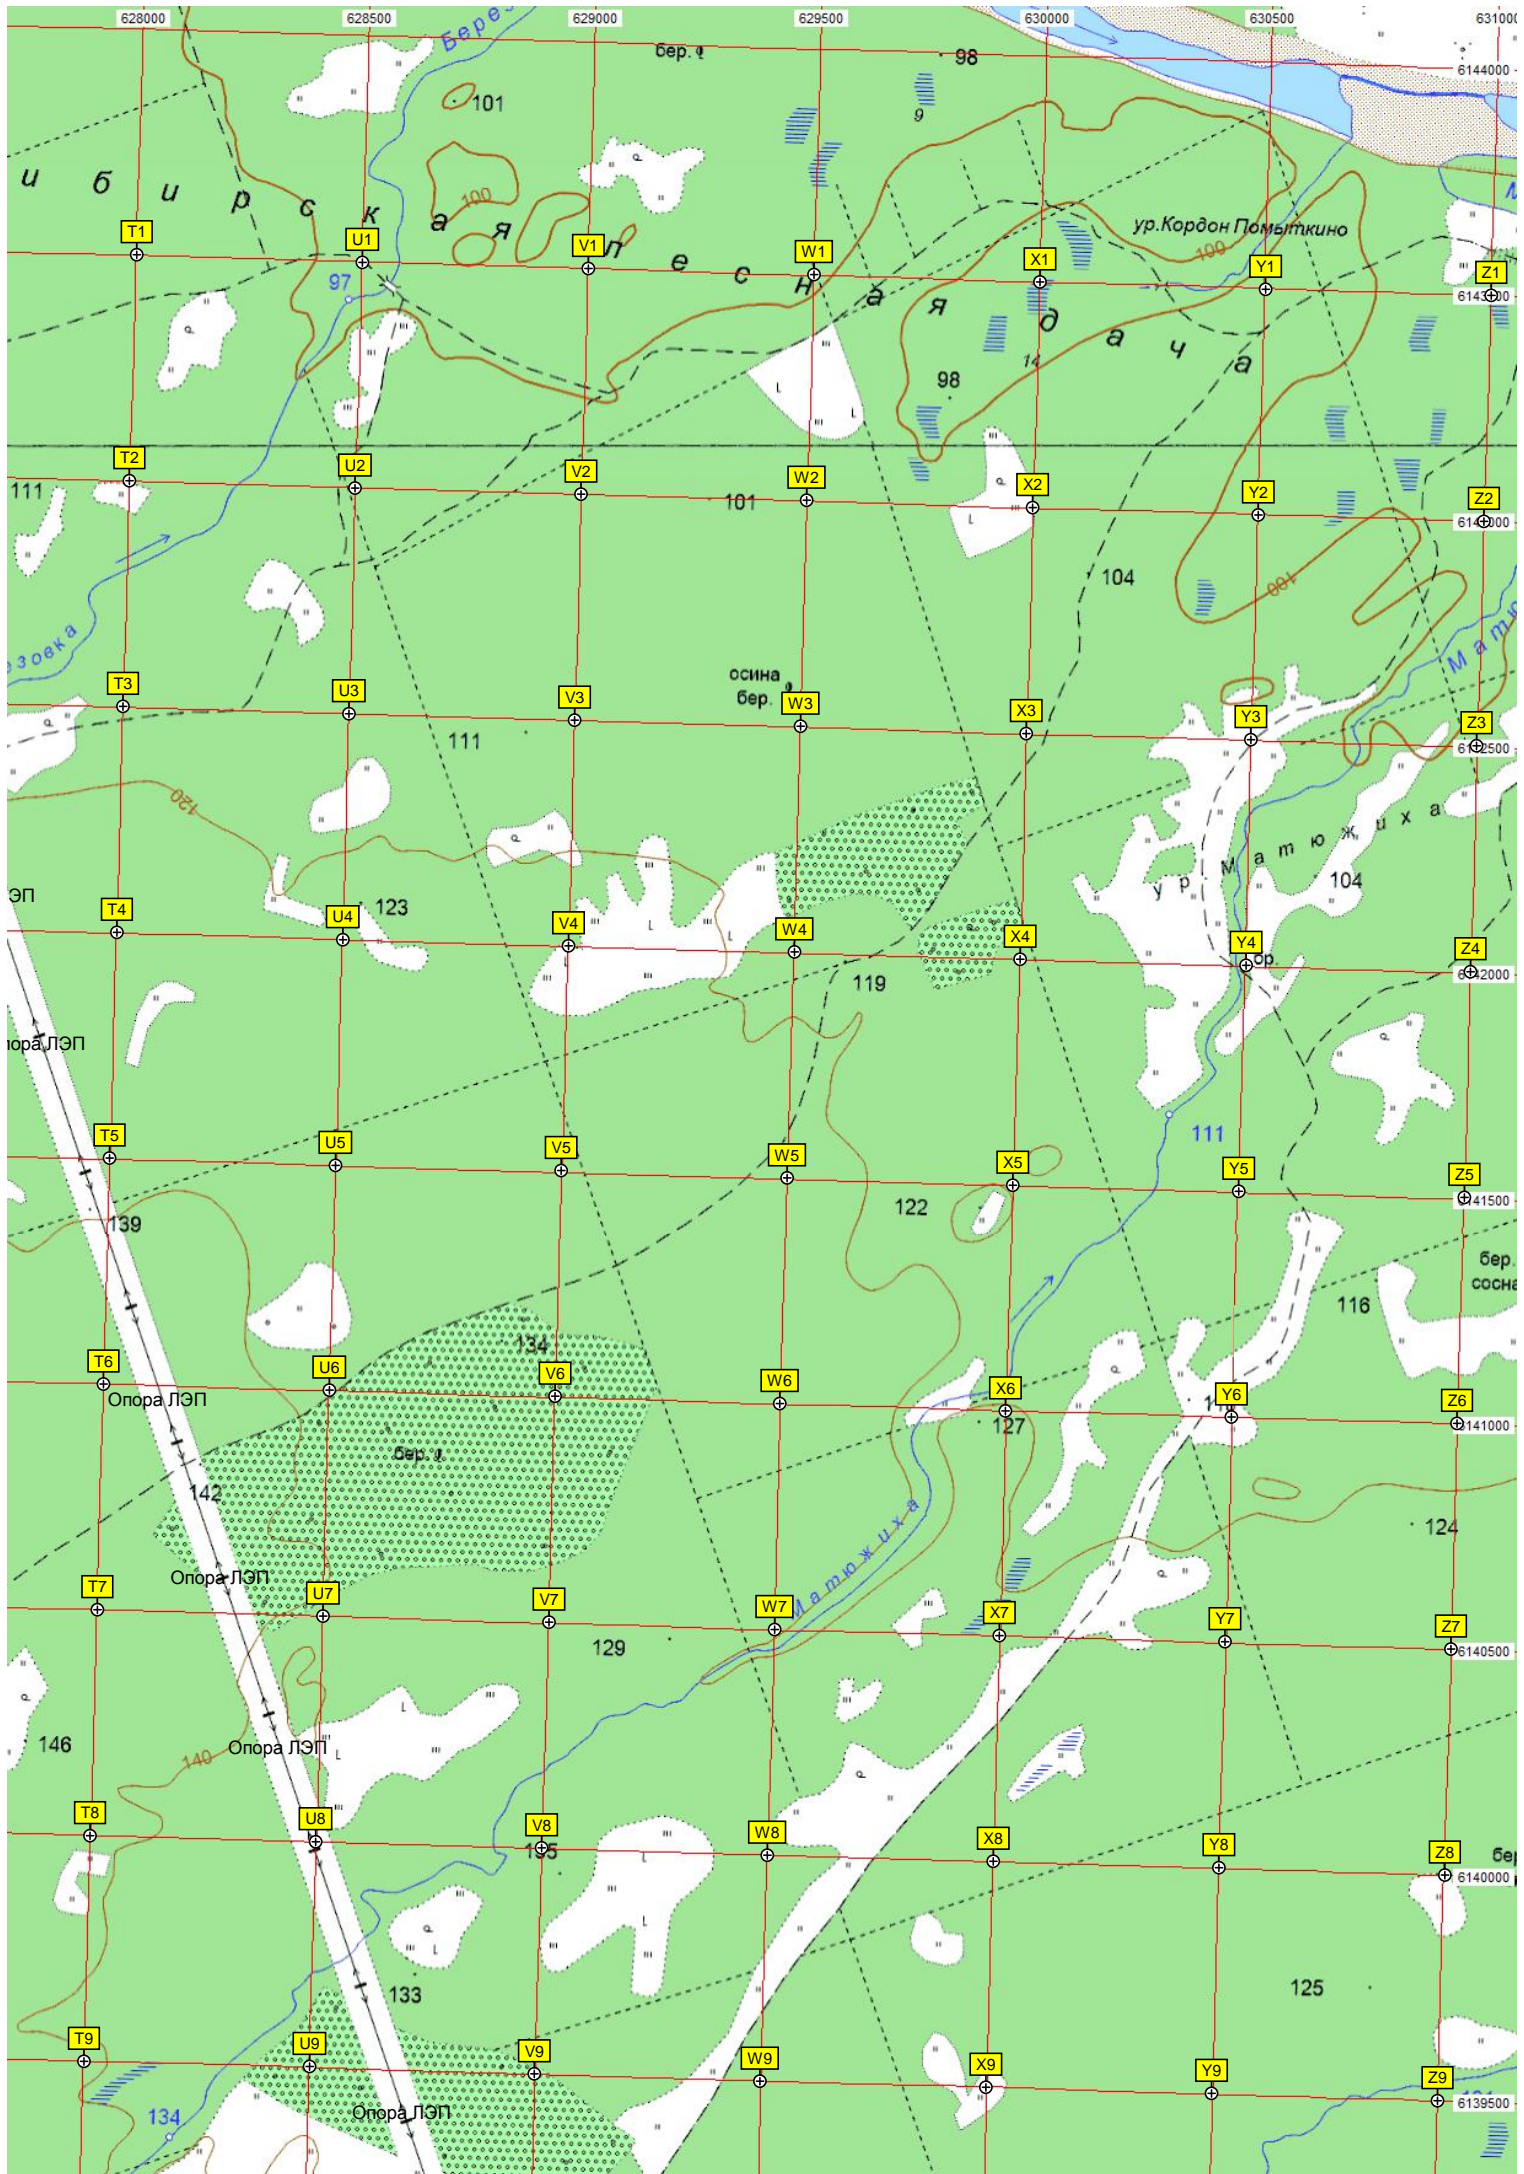 628000 628500 629000 629500 630000 630500 631000
Берез
бер.
98
6144000
101
9
и б и р с к а я л е с н а я д а ч а
100
ур.Кордон Помыткино
100
T1 U1 V1 W1 X1 Y1 Z1
97
6143000
98
14
T2 U2 V2 W2 X2 Y2 Z2
111
101
104
100
езовка
Матю
осина
бер.
T3 U3 V3 W3 X3 Y3 Z3
111
6142500
120
ур. Матюжиха
104
ЭП
123
T4 U4 V4 W4 X4 Y4 Z4
бр.
6142000
119
пора ЛЭП
111
T5 U5 V5 W5 X5 Y5 Z5
139
122
бер.
сосна
116
134
T6 U6 V6 W6 X6 Y6 Z6
Опора ЛЭП
127
6141000
бер.
142
Матюжиха
124
Опора ЛЭП
T7 U7 V7 W7 X7 Y7 Z7
129
6140500
146
140
Опора ЛЭП
T8 U8 V8 W8 X8 Y8 Z8
бер
6140000
133
125
T9 U9 V9 W9 X9 Y9 Z9
134
Опора ЛЭП
6139500